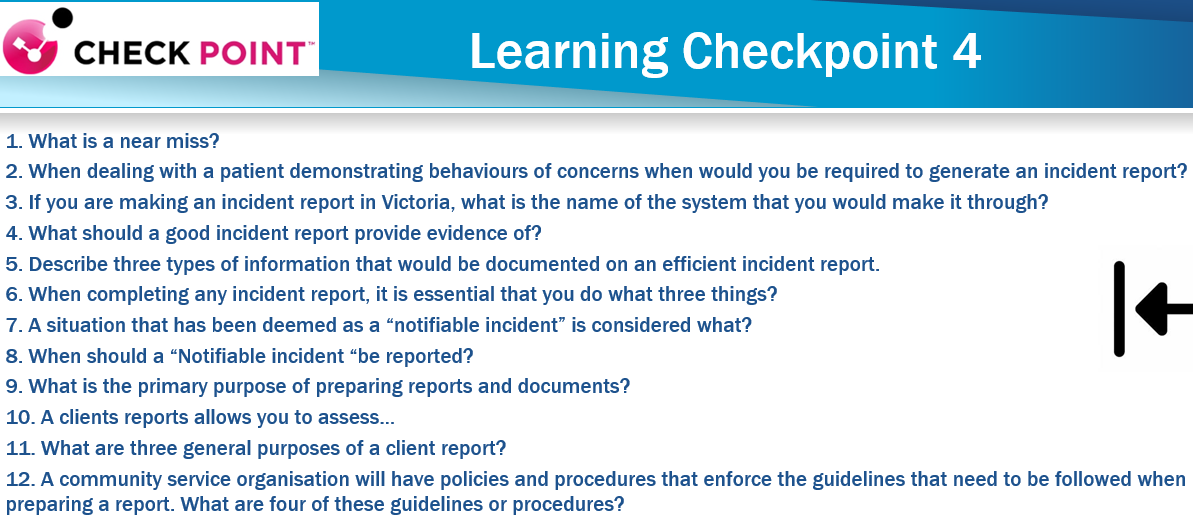 CHECK POINT™
Learning Checkpoint 4
1. What is a near miss?
2. When dealing with a patient demonstrating behaviours of concerns when would you be required to generate an incident report?
3. If you are making an incident report in Victoria, what is the name of the system that you would make it through?
4. What should a good incident report provide evidence of?
5. Describe three types of information that would be documented on an efficient incident report.
6. When completing any incident report, it is essential that you do what three things?
7. A situation that has been deemed as a “notifiable incident” is considered what?
8. When should a “Notifiable incident “be reported?
9. What is the primary purpose of preparing reports and documents?
10. A clients reports allows you to assess...
11. What are three general purposes of a client report?
12. A community service organisation will have policies and procedures that enforce the guidelines that need to be followed when
preparing a report. What are four of these guidelines or procedures?